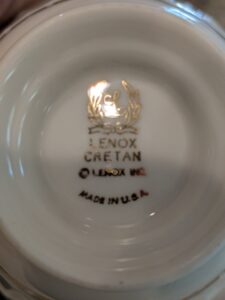 L
LENOX
CRETAN
© LENOX INC.
MADE IN U.S.A.